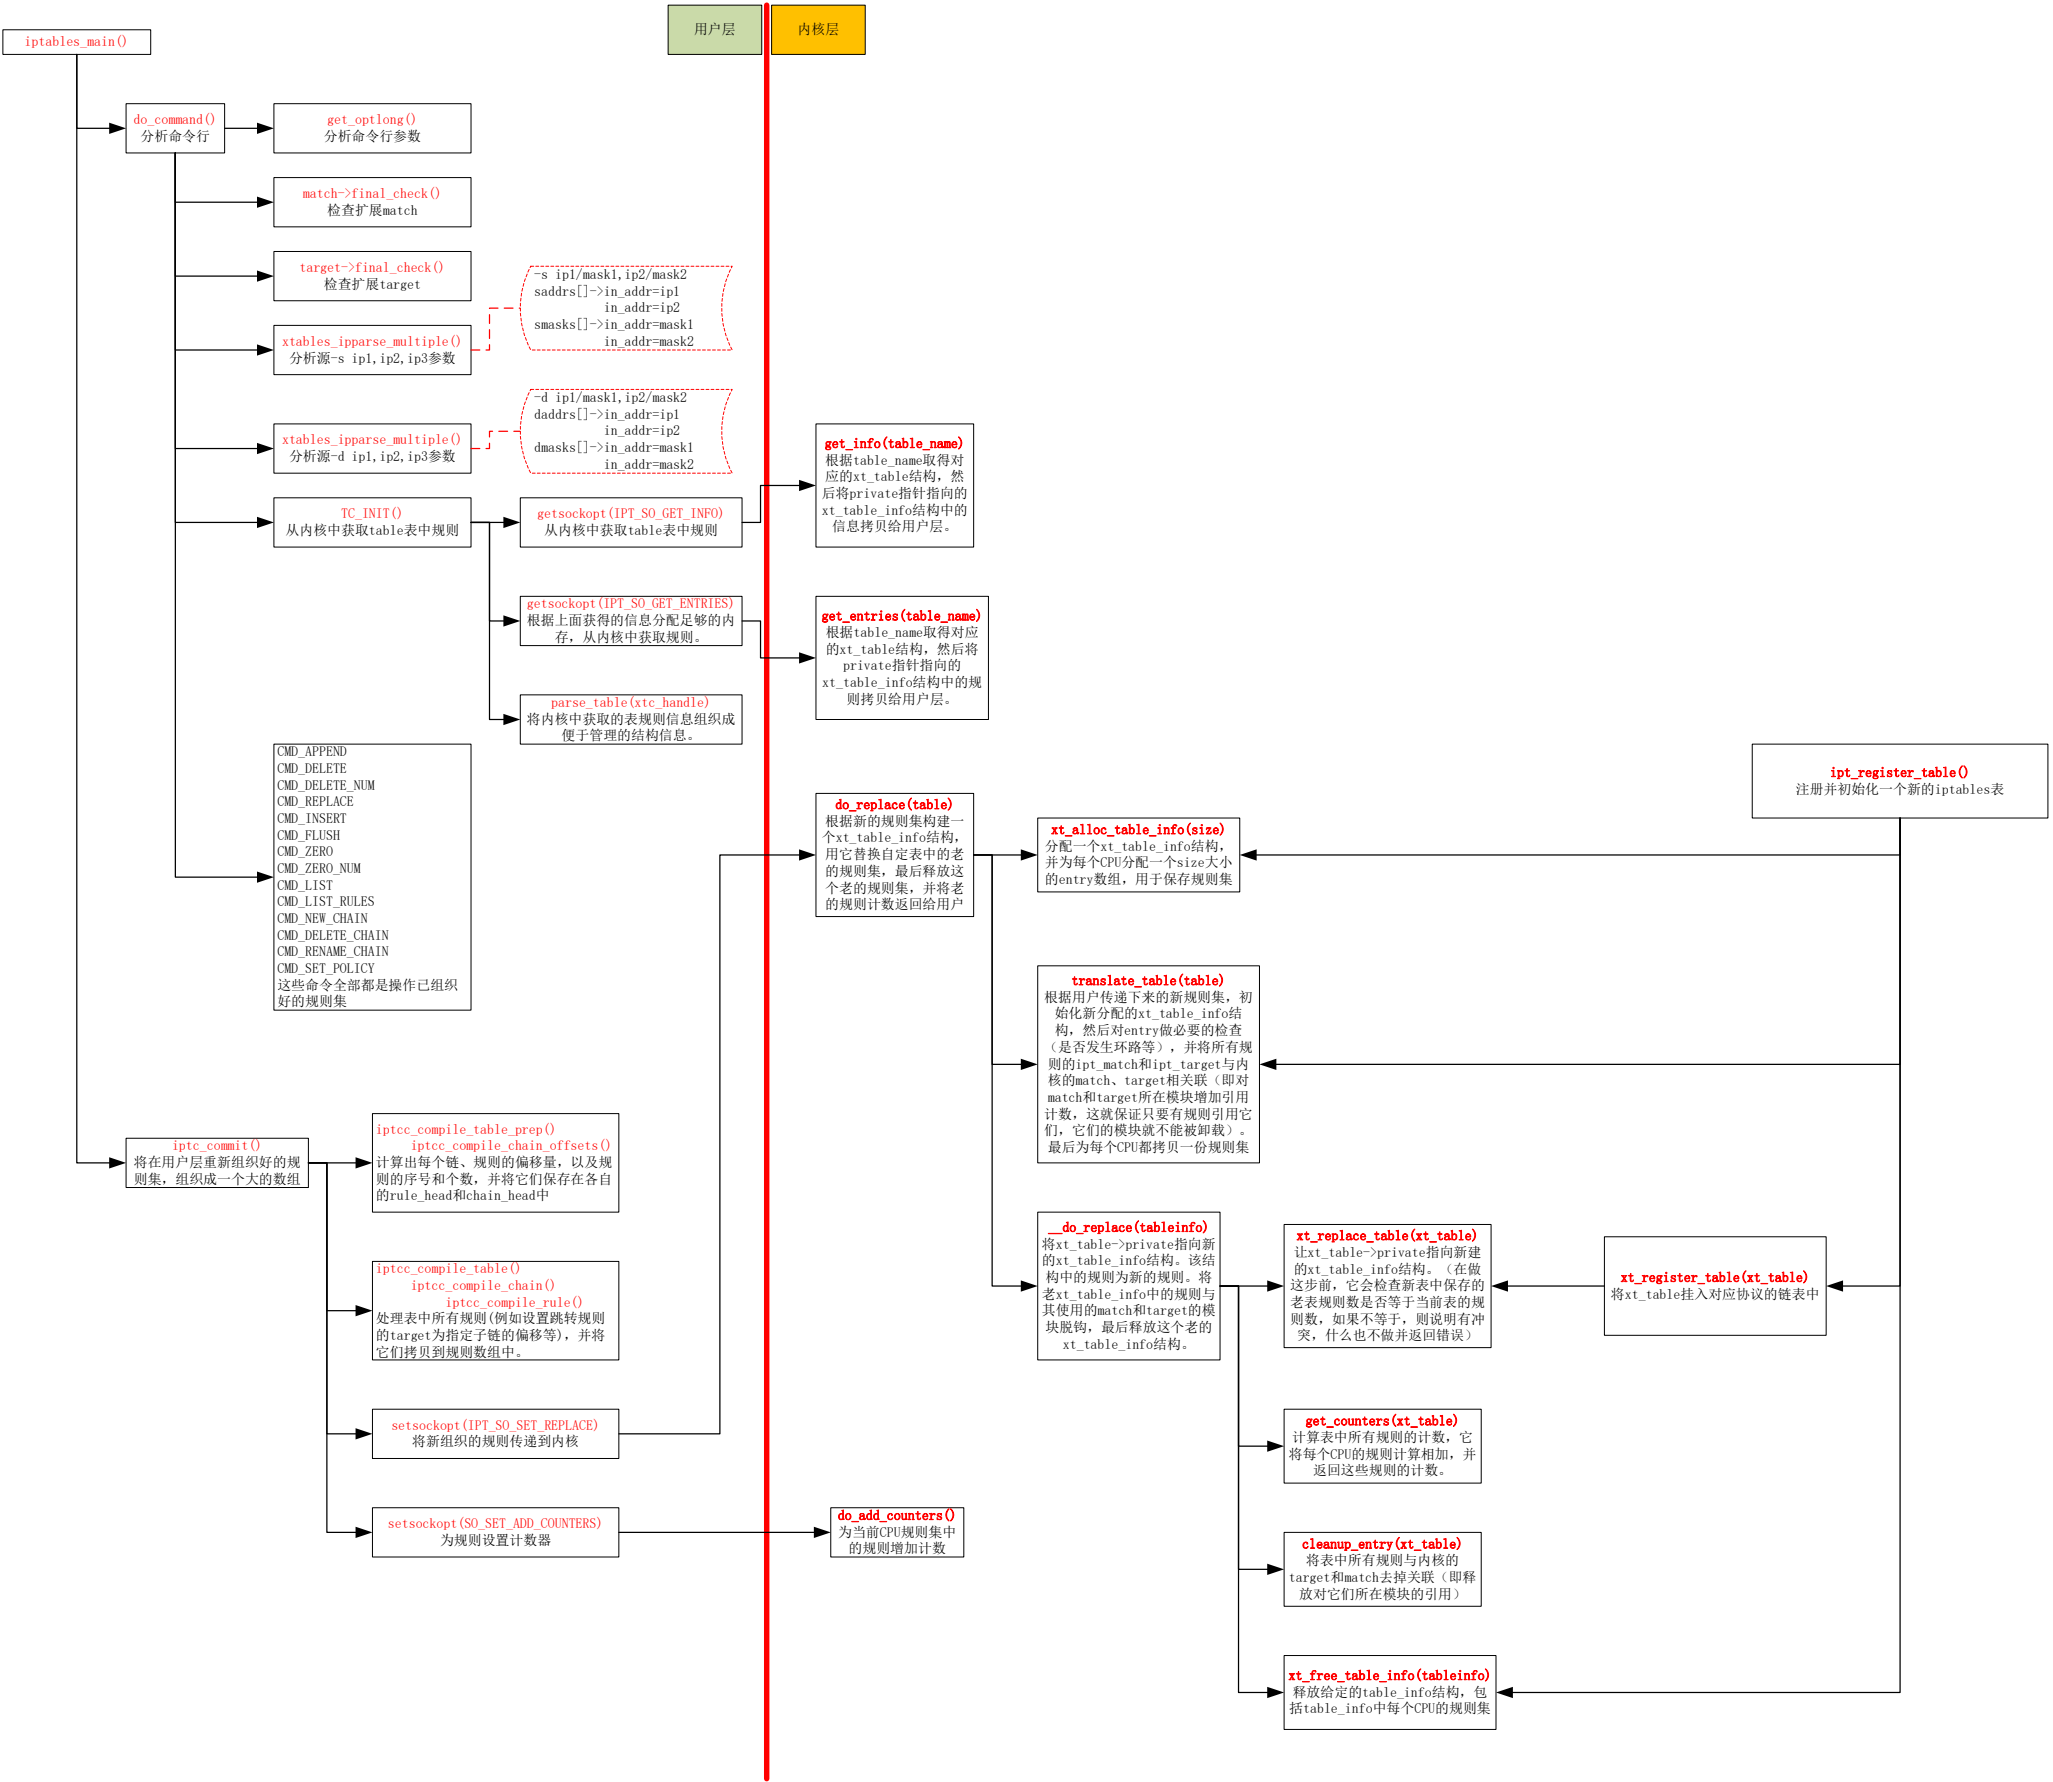 用户层
内核层
iptables_main()
do_command()
分析命令行
get_optlong()
分析命令行参数
match->final_check()
检查扩展match
target->final_check()
检查扩展target
xtables_ipparse_multiple()
分析源-s ip1,ip2,ip3参数
-s ip1/mask1,ip2/mask2
saddrs[]->in_addr=ip1
in_addr=ip2
smasks[]->in_addr=mask1
in_addr=mask2
xtables_ipparse_multiple()
分析源-d ip1,ip2,ip3参数
-d ip1/mask1,ip2/mask2
daddrs[]->in_addr=ip1
in_addr=ip2
dmasks[]->in_addr=mask1
in_addr=mask2
TC_INIT()
从内核中获取table表中规则
getsockopt(IPT_SO_GET_INFO)
从内核中获取table表中规则
get_info(table_name)
根据table_name取得对
应的xt_table结构，然
后将private指针指向的
xt_table_info结构中的
信息拷贝给用户层。
getsockopt(IPT_SO_GET_ENTRIES)
根据上面获得的信息分配足够的内
存，从内核中获取规则。
get_entries(table_name)
根据table_name取得对应
的xt_table结构，然后将
private指针指向的
xt_table_info结构中的规
则拷贝给用户层。
parse_table(xtc_handle)
将内核中获取的表规则信息组织成
便于管理的结构信息。
CMD_APPEND
CMD_DELETE
CMD_DELETE_NUM
CMD_REPLACE
CMD_INSERT
CMD_FLUSH
CMD_ZERO
CMD_ZERO_NUM
CMD_LIST
CMD_LIST_RULES
CMD_NEW_CHAIN
CMD_DELETE_CHAIN
CMD_RENAME_CHAIN
CMD_SET_POLICY
这些命令全部都是操作已组织
好的规则集
do_replace(table)
根据新的规则集构建一
个xt_table_info结构，
用它替换自定表中的老
的规则集，最后释放这
个老的规则集，并将老
的规则计数返回给用户
xt_alloc_table_info(size)
分配一个xt_table_info结构，
并为每个CPU分配一个size大小
的entry数组，用于保存规则集
ipt_register_table()
注册并初始化一个新的iptables表
translate_table(table)
根据用户传递下来的新规则集，初
始化新分配的xt_table_info结
构，然后对entry做必要的检查
（是否发生环路等），并将所有规
则的ipt_match和ipt_target与内
核的match、target相关联（即对
match和target所在模块增加引用
计数，这就保证只要有规则引用它
们，它们的模块就不能被卸载）。
最后为每个CPU都拷贝一份规则集
iptc_commit()
将在用户层重新组织好的规
则集，组织成一个大的数组
iptcc_compile_table_prep()
iptcc_compile_chain_offsets()
计算出每个链、规则的偏移量，以及规
则的序号和个数，并将它们保存在各自
的rule_head和chain_head中
__do_replace(tableinfo)
将xt_table->private指向新
的xt_table_info结构。该结
构中的规则为新的规则。将
老xt_table_info中的规则与
其使用的match和target的模
块脱钩，最后释放这个老的
xt_table_info结构。
xt_replace_table(xt_table)
让xt_table->private指向新建
的xt_table_info结构。（在做
这步前，它会检查新表中保存的
老表规则数是否等于当前表的规
则数，如果不等于，则说明有冲
突，什么也不做并返回错误）
xt_register_table(xt_table)
将xt_table挂入对应协议的链表中
iptcc_compile_table()
iptcc_compile_chain()
iptcc_compile_rule()
处理表中所有规则(例如设置跳转规则
的target为指定子链的偏移等)，并将
它们拷贝到规则数组中。
setsockopt(IPT_SO_SET_REPLACE)
将新组织的规则传递到内核
get_counters(xt_table)
计算表中所有规则的计数，它
将每个CPU的规则计算相加，并
返回这些规则的计数。
setsockopt(SO_SET_ADD_COUNTERS)
为规则设置计数器
do_add_counters()
为当前CPU规则集中
的规则增加计数
cleanup_entry(xt_table)
将表中所有规则与内核的
target和match去掉关联（即释
放对它们所在模块的引用）
xt_free_table_info(tableinfo)
释放给定的table_info结构，包
括table_info中每个CPU的规则集